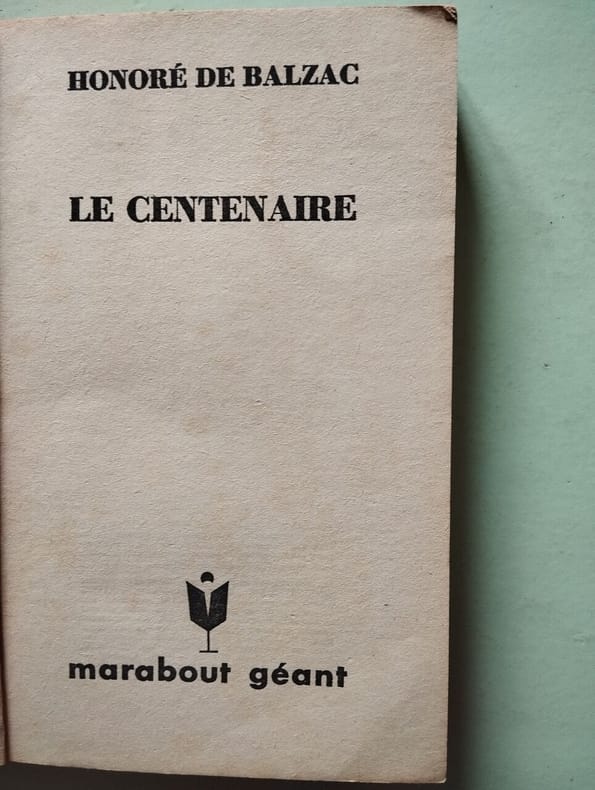 HONORÉ DE BALZAC
LE CENTENAIRE
marabout géant